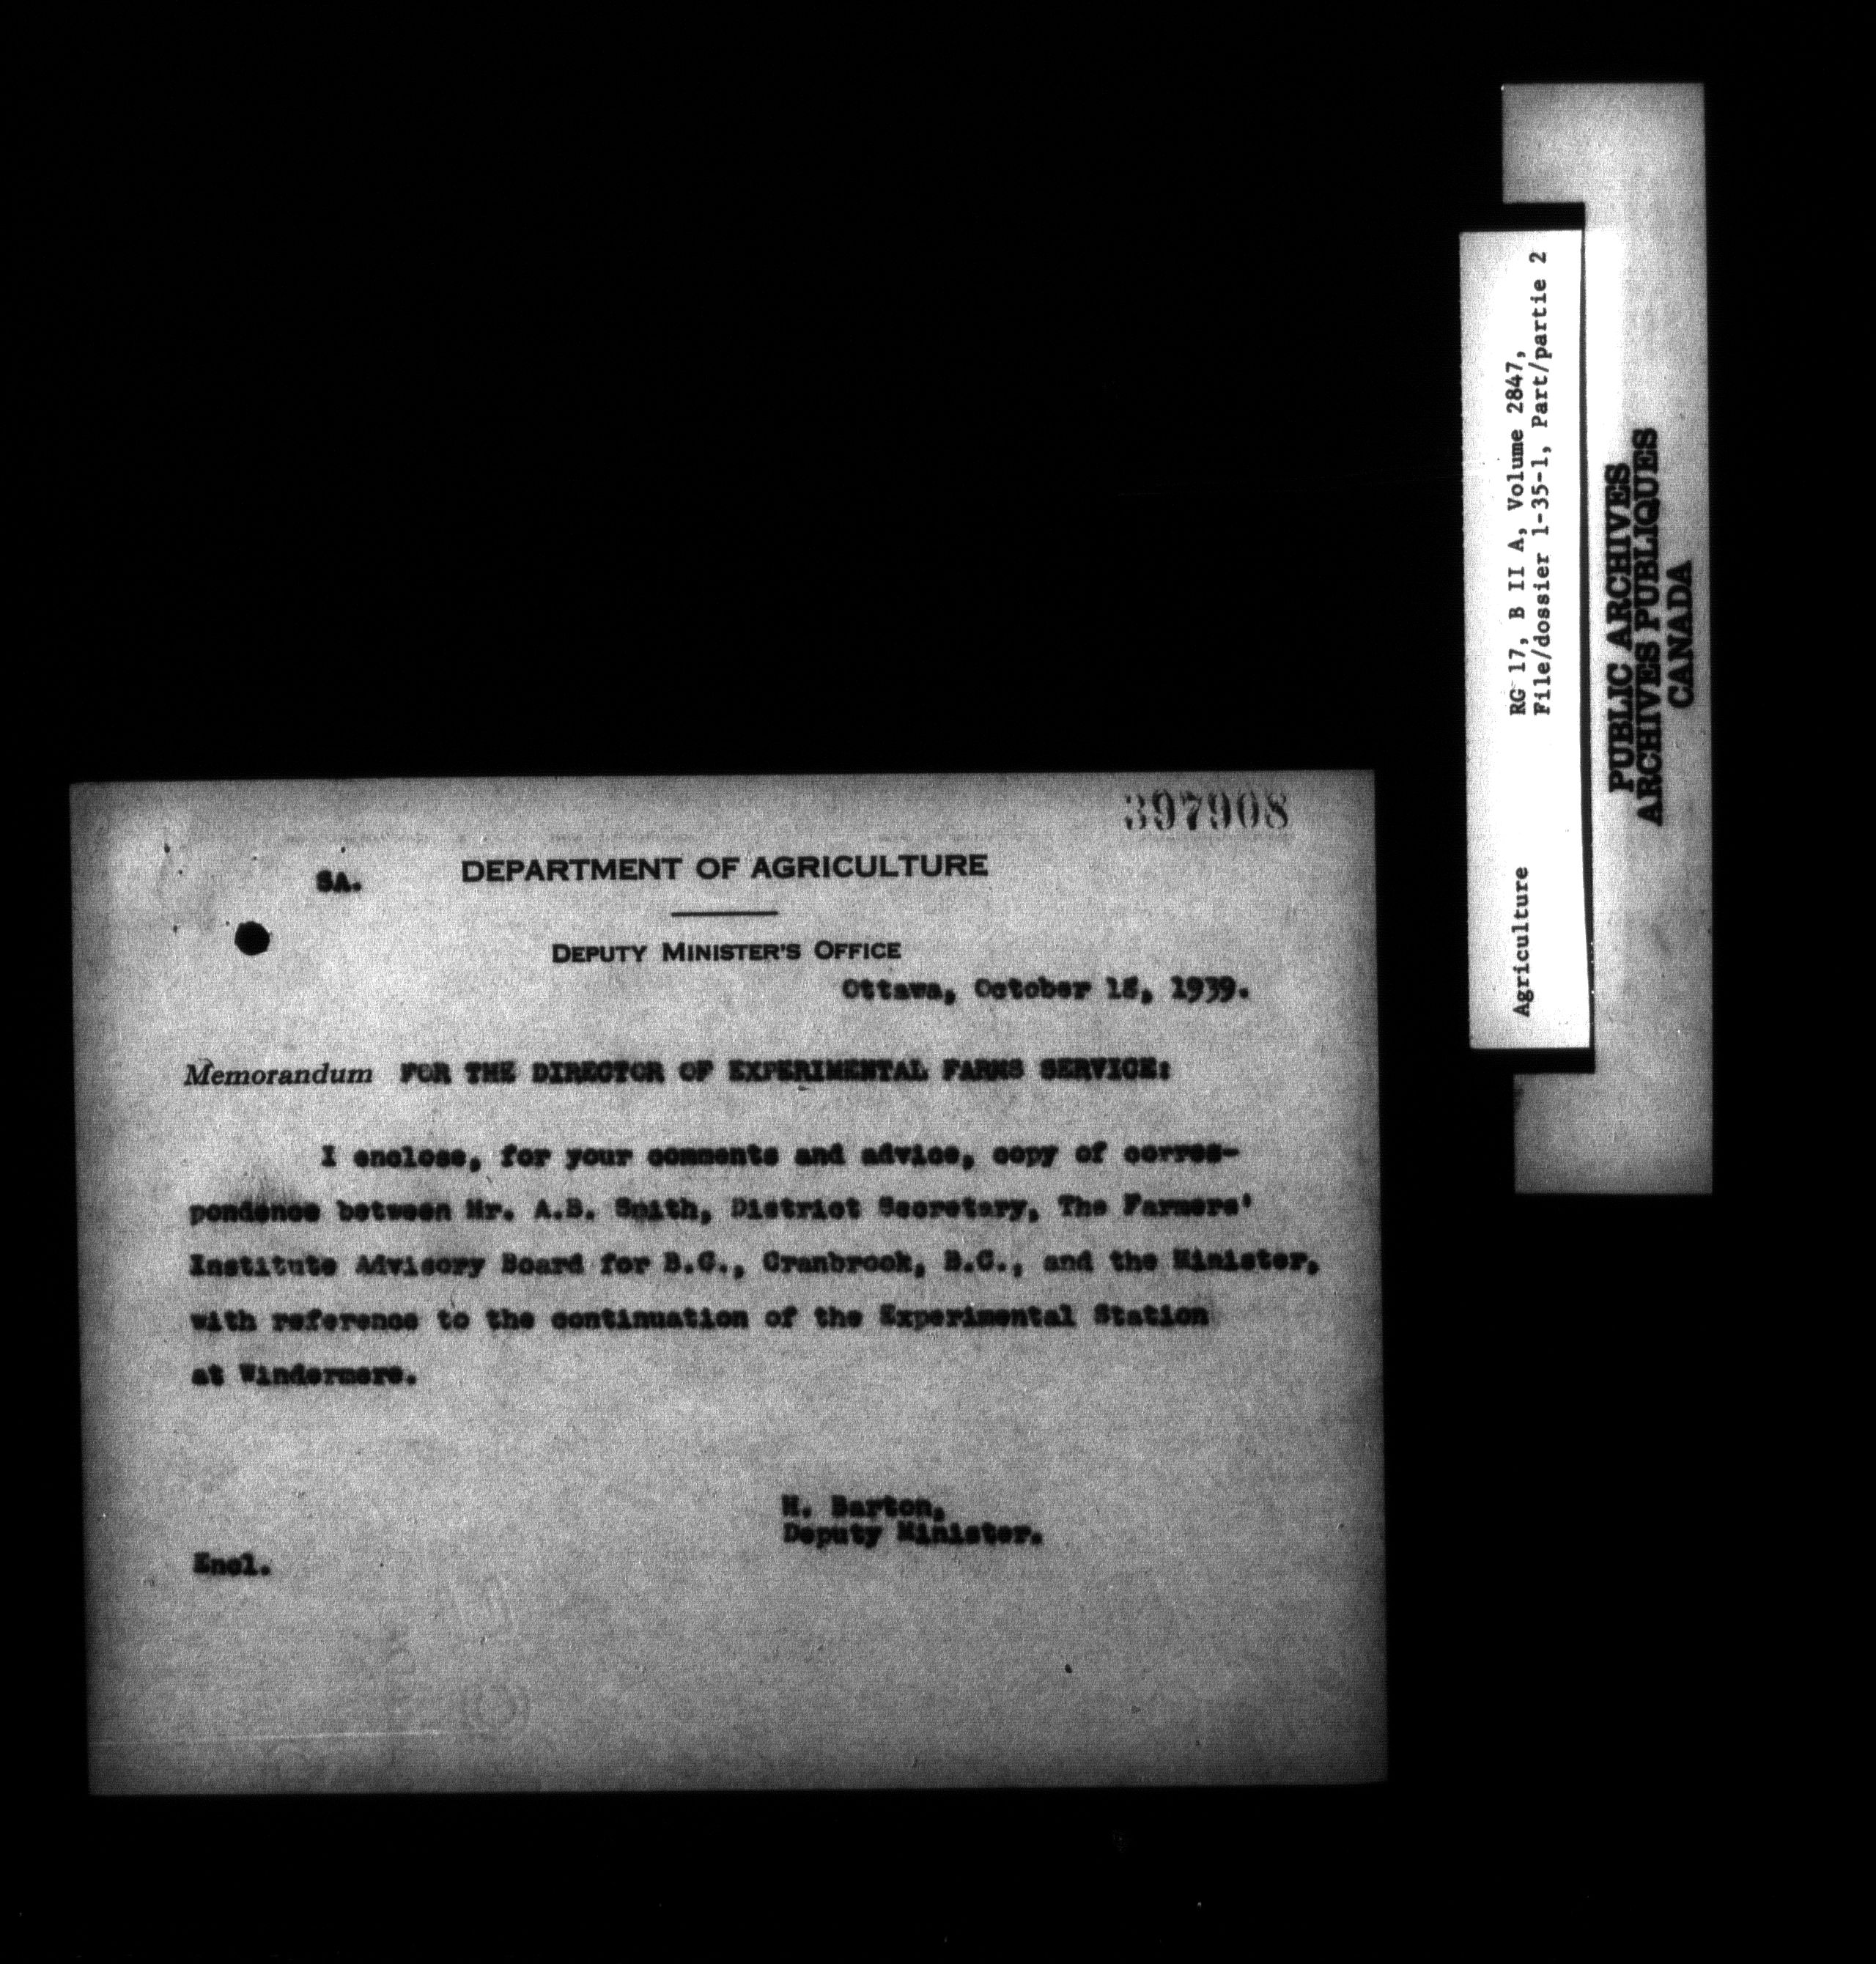 397908
SA.
DEPARTMENT OF AGRICULTURE
DEPUTY MINISTER'S OFFICE
Ottawa, October 18, 1939.
Memorandum FOR THE DIRECTOR OF EXPERIMENTAL FARMS SERVICE:
I enclose, for your comments and advice, copy of corres-
pondence between Mr. A.B. Smith, District Secretary, The Farmers'
Institute Advisory Board for B.C., Cranbrook, B.C., and the Minister,
with reference to the continuation of the Experimental Station
at Windermere.
H. Barton,
Deputy Minister.
Encl.
Agriculture RG 17, B II A, Volume 2847,
File/dossier 1-35-1, Part/partie 2
PUBLIC ARCHIVES
ARCHIVES PUBLIQUES
CANADA